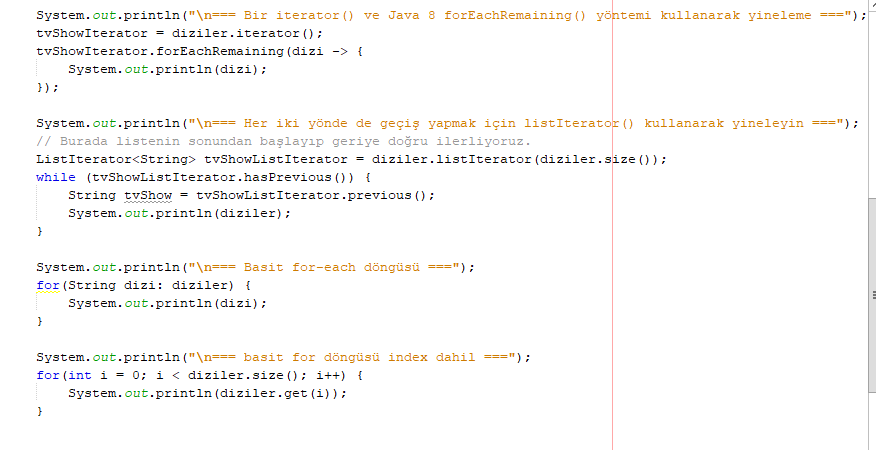 System.out.println("\n=== Bir iterator() ve Java 8 forEachRemaining() yöntemi kullanarak yineleme ===");
tvShowIterator = diziler.iterator();
tvShowIterator.forEachRemaining(dizi -> {
    System.out.println(dizi);
});
System.out.println("\n=== Her iki yönde de geçiş yapmak için listIterator() kullanarak yineleyin ===");
// Burada listenin sonundan başlayıp geriye doğru ilerliyoruz.
ListIterator<String> tvShowListIterator = diziler.listIterator(diziler.size());
while (tvShowListIterator.hasPrevious()) {
    String tvShow = tvShowListIterator.previous();
    System.out.println(diziler);
}
System.out.println("\n=== Basit for-each döngüsü ===");
for(String dizi: diziler) {
    System.out.println(dizi);
}
System.out.println("\n=== basit for döngüsü index dahil ===");
for(int i = 0; i < diziler.size(); i++) {
    System.out.println(diziler.get(i));
}